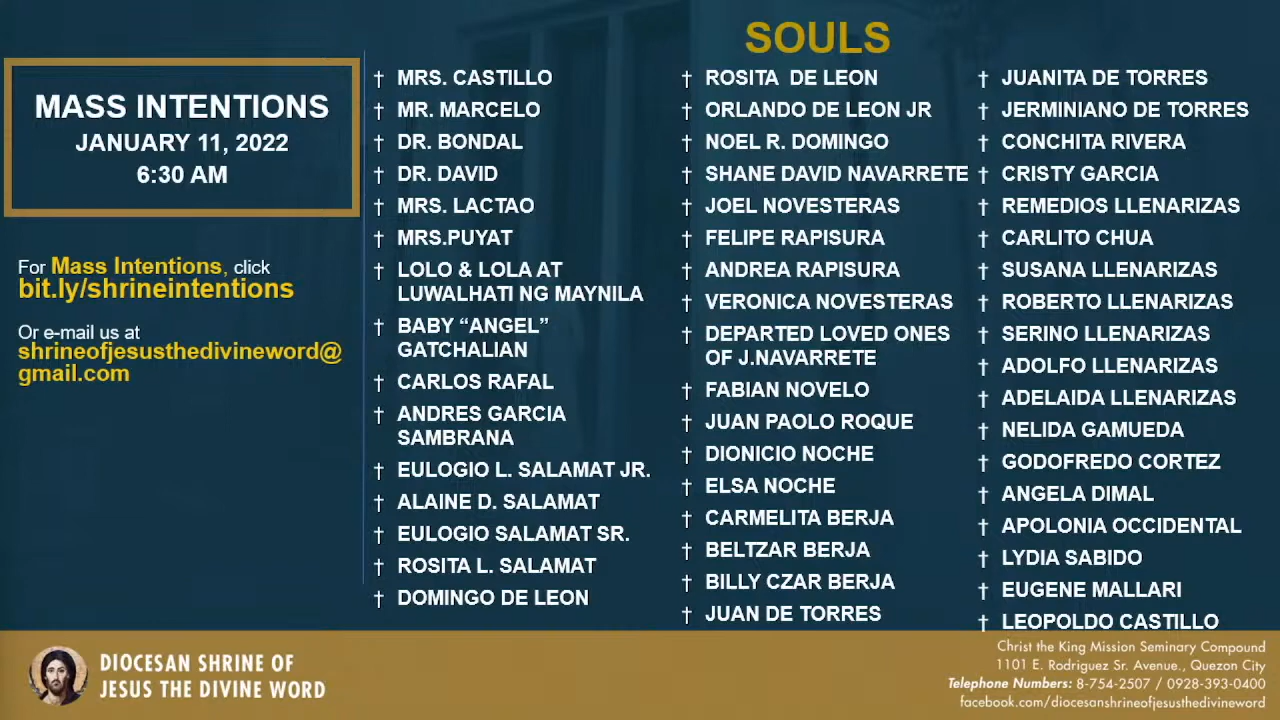 SOULS
MASS INTENTIONS
JANUARY 11, 2022
6:30 AM
For Mass Intentions, click
bit.ly/shrineintentions
Or e-mail us at
shrineofjesusthedivineword@
gmail.com
† MRS. CASTILLO
† MR. MARCELO
† DR. BONDAL
† DR. DAVID
† MRS. LACTAO
† MRS.PUYAT
† LOLO & LOLA AT
LUWALHATI NG MAYNILA
† BABY “ANGEL”
GATCHALIAN
† CARLOS RAFAL
† ANDRES GARCIA
SAMBRANA
† EULOGIO L. SALAMAT JR.
† ALAINE D. SALAMAT
† EULOGIO SALAMAT SR.
† ROSITA L. SALAMAT
† DOMINGO DE LEON
† ROSITA DE LEON
† ORLANDO DE LEON JR
† NOEL R. DOMINGO
† SHANE DAVID NAVARRETE
† JOEL NOVESTERAS
† FELIPE RAPISURA
† ANDREA RAPISURA
† VERONICA NOVESTERAS
† DEPARTED LOVED ONES
OF J.NAVARRETE
† FABIAN NOVELO
† JUAN PAOLO ROQUE
† DIONICIO NOCHE
† ELSA NOCHE
† CARMELITA BERJA
† BELTZAR BERJA
† BILLY CZAR BERJA
† JUAN DE TORRES
† JUANITA DE TORRES
† JERMINIANO DE TORRES
† CONCHITA RIVERA
† CRISTY GARCIA
† REMEDIOS LLENARIZAS
† CARLITO CHUA
† SUSANA LLENARIZAS
† ROBERTO LLENARIZAS
† SERINO LLENARIZAS
† ADOLFO LLENARIZAS
† ADELAIDA LLENARIZAS
† NELIDA GAMUEDA
† GODOFREDO CORTEZ
† ANGELA DIMAL
† APOLONIA OCCIDENTAL
† LYDIA SABIDO
† EUGENE MALLARI
† LEOPOLDO CASTILLO
DIOCESAN SHRINE OF
JESUS THE DIVINE WORD
Christ the King Mission Seminary Compound
1101 E. Rodriguez Sr. Avenue., Quezon City
Telephone Numbers: 8-754-2507 / 0928-393-0400
facebook.com/diocesanshrineofjesusthedivineword